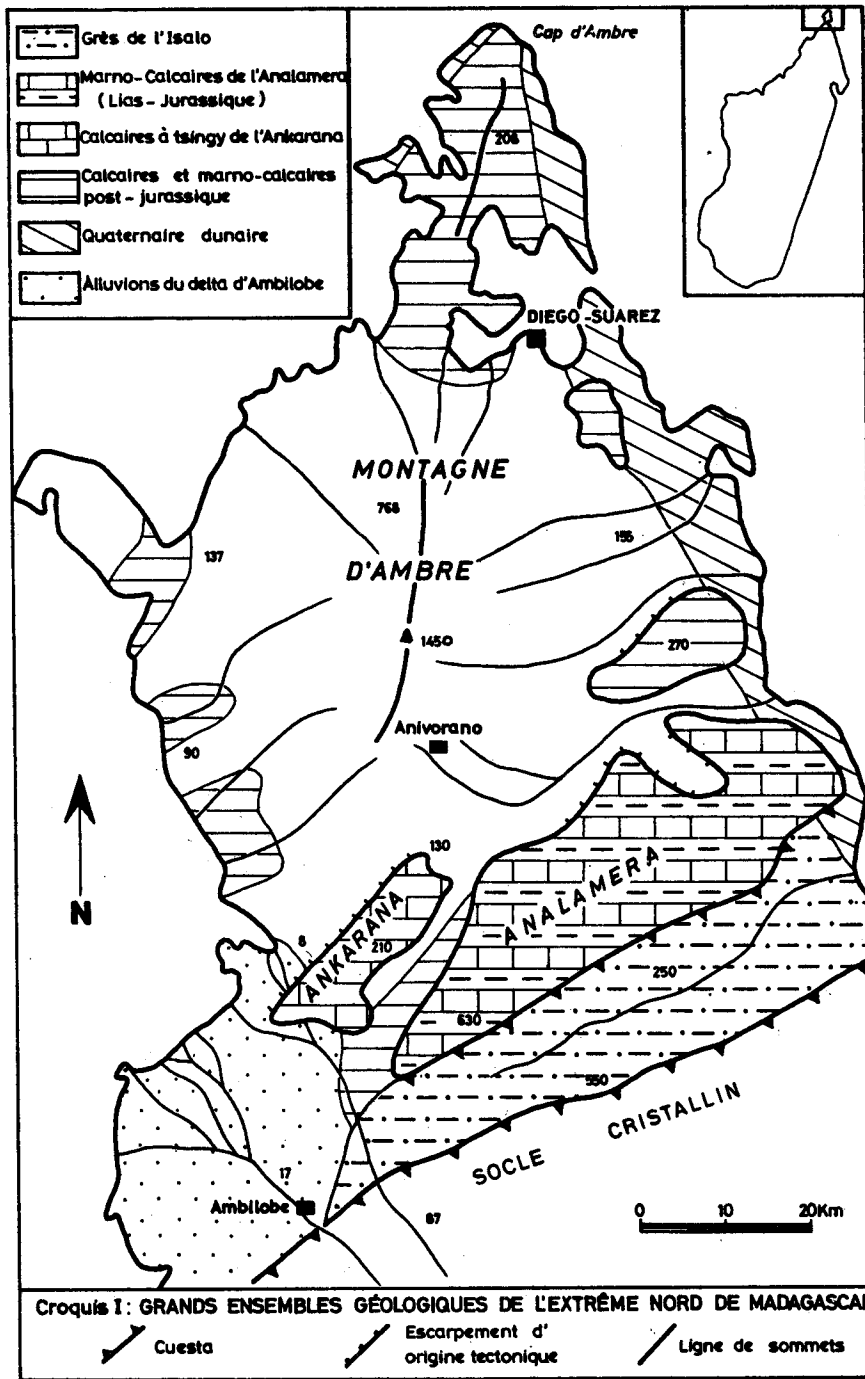 Grès de l'Isalo
Marno-Calcaires de l'Analamera
(Lias-Jurassique)
Calcaires à tsingy de l'Ankarana
Calcaires et marno-calcaires
post-jurassique
Quaternaire dunaire
Alluvions du delta d'Ambilobe
Cap d'Ambre
208
DIEGO-SUAREZ
MONTAGNE
768
137
155
D'AMBRE
1450
270
90
Anivorano
130
N
ANKARANA
ANALAMERA
8
210
250
630
550
SOCLE CRISTALLIN
17
Ambilobe
87
0 10 20Km
Croquis I: GRANDS ENSEMBLES GÉOLOGIQUES DE L'EXTRÊME NORD DE MADAGASCA
Cuesta
Escarpement d'
origine tectonique
Ligne de sommets